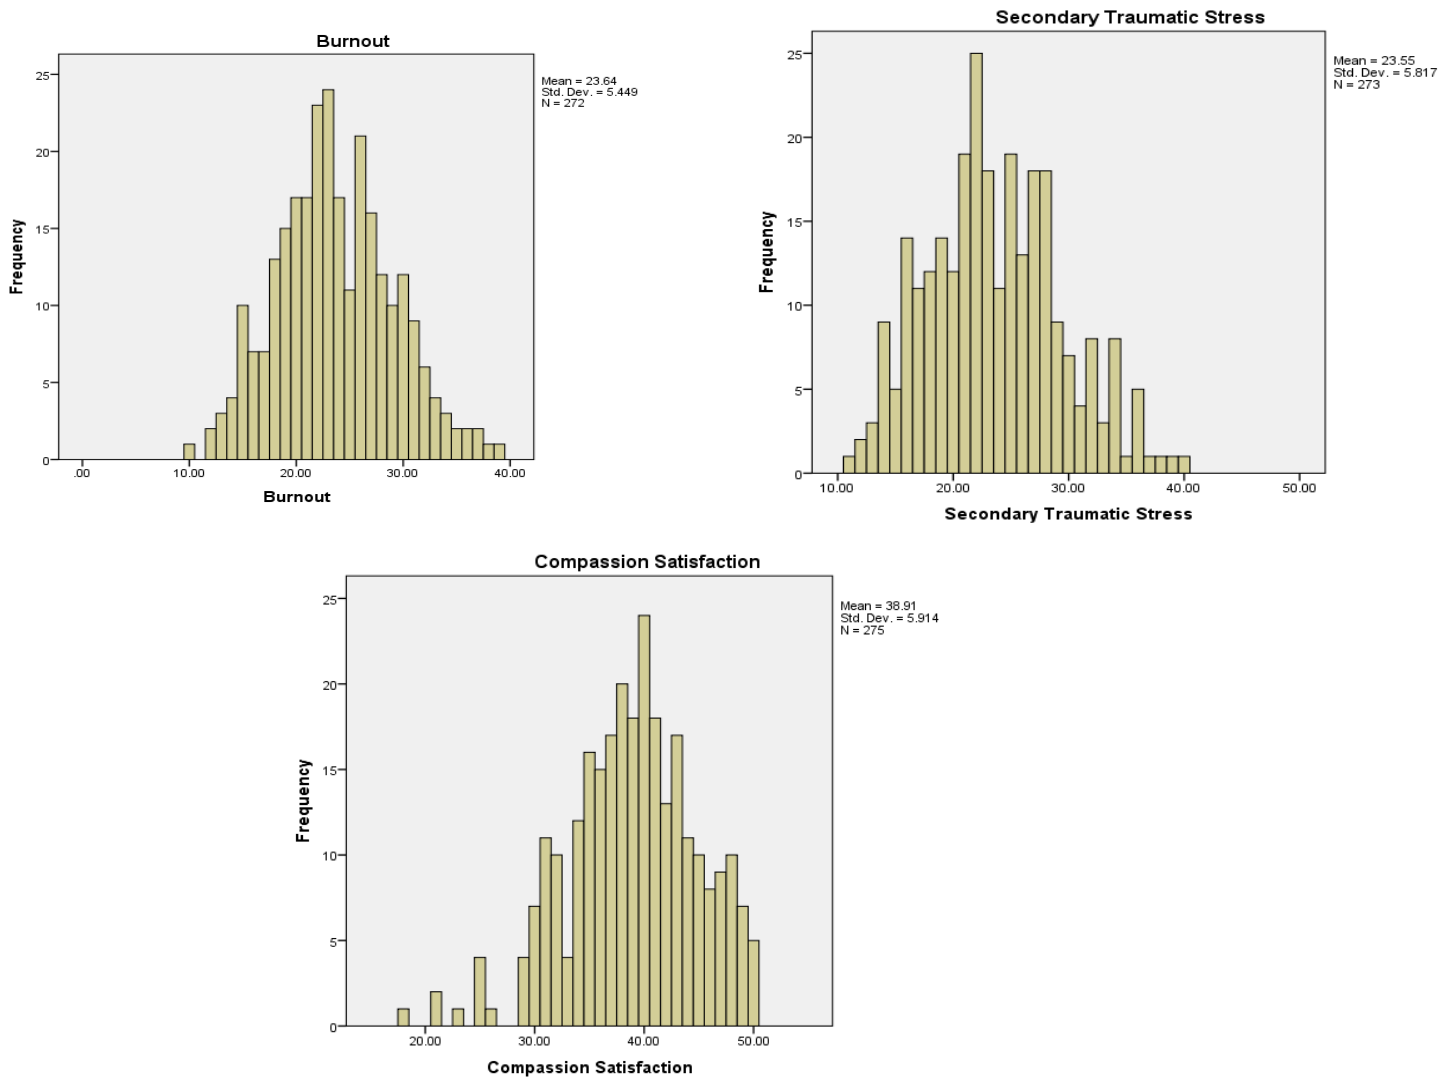 Burnout
Mean = 23.64
Std. Dev. = 5.449
N = 272
25
20
15
10
5
0
Frequency
.00 10.00 20.00 30.00 40.00
Burnout
Secondary Traumatic Stress
Mean = 23.55
Std. Dev. = 5.817
N = 273
25
20
15
10
5
0
Frequency
10.00 20.00 30.00 40.00 50.00
Secondary Traumatic Stress
Compassion Satisfaction
Mean = 38.91
Std. Dev. = 5.914
N = 275
25
20
15
10
5
0
Frequency
20.00 30.00 40.00 50.00
Compassion Satisfaction